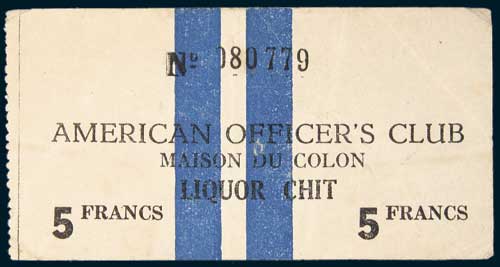 Nº 080779
AMERICAN OFFICER'S CLUB
MAISON DU COLON
LIQUOR CHIT
5 FRANCS 5 FRANCS